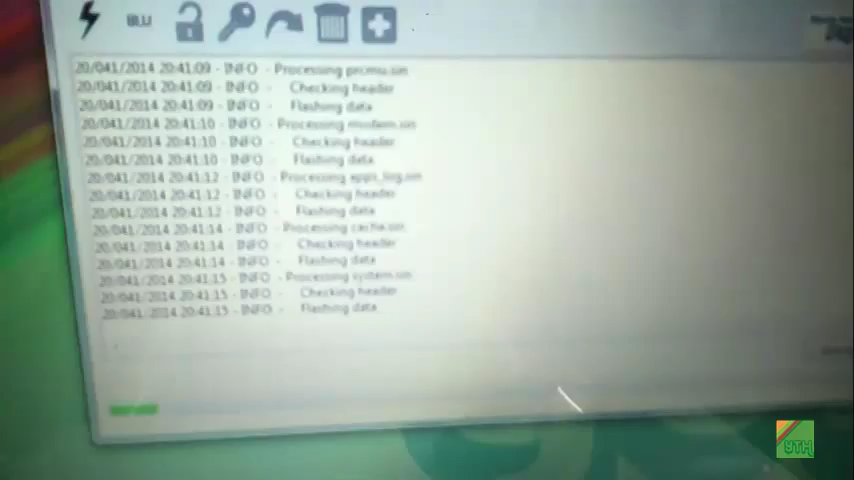 BLU
20/041/2014 20:41:09 - INFO - Processing pncmu.sin
20/041/2014 20:41:09 - INFO - Checking header
20/041/2014 20:41:09 - INFO - Flashing data
20/041/2014 20:41:10 - INFO - Processing modem.sin
20/041/2014 20:41:10 - INFO - Checking header
20/041/2014 20:41:10 - INFO - Flashing data
20/041/2014 20:41:12 - INFO - Processing apps_log.sin
20/041/2014 20:41:12 - INFO - Checking header
20/041/2014 20:41:12 - INFO - Flashing data
20/041/2014 20:41:14 - INFO - Processing cache.sin
20/041/2014 20:41:14 - INFO - Checking header
20/041/2014 20:41:14 - INFO - Flashing data
20/041/2014 20:41:15 - INFO - Processing system.sin
20/041/2014 20:41:15 - INFO - Checking header
20/041/2014 20:41:15 - INFO - Flashing data
YTH